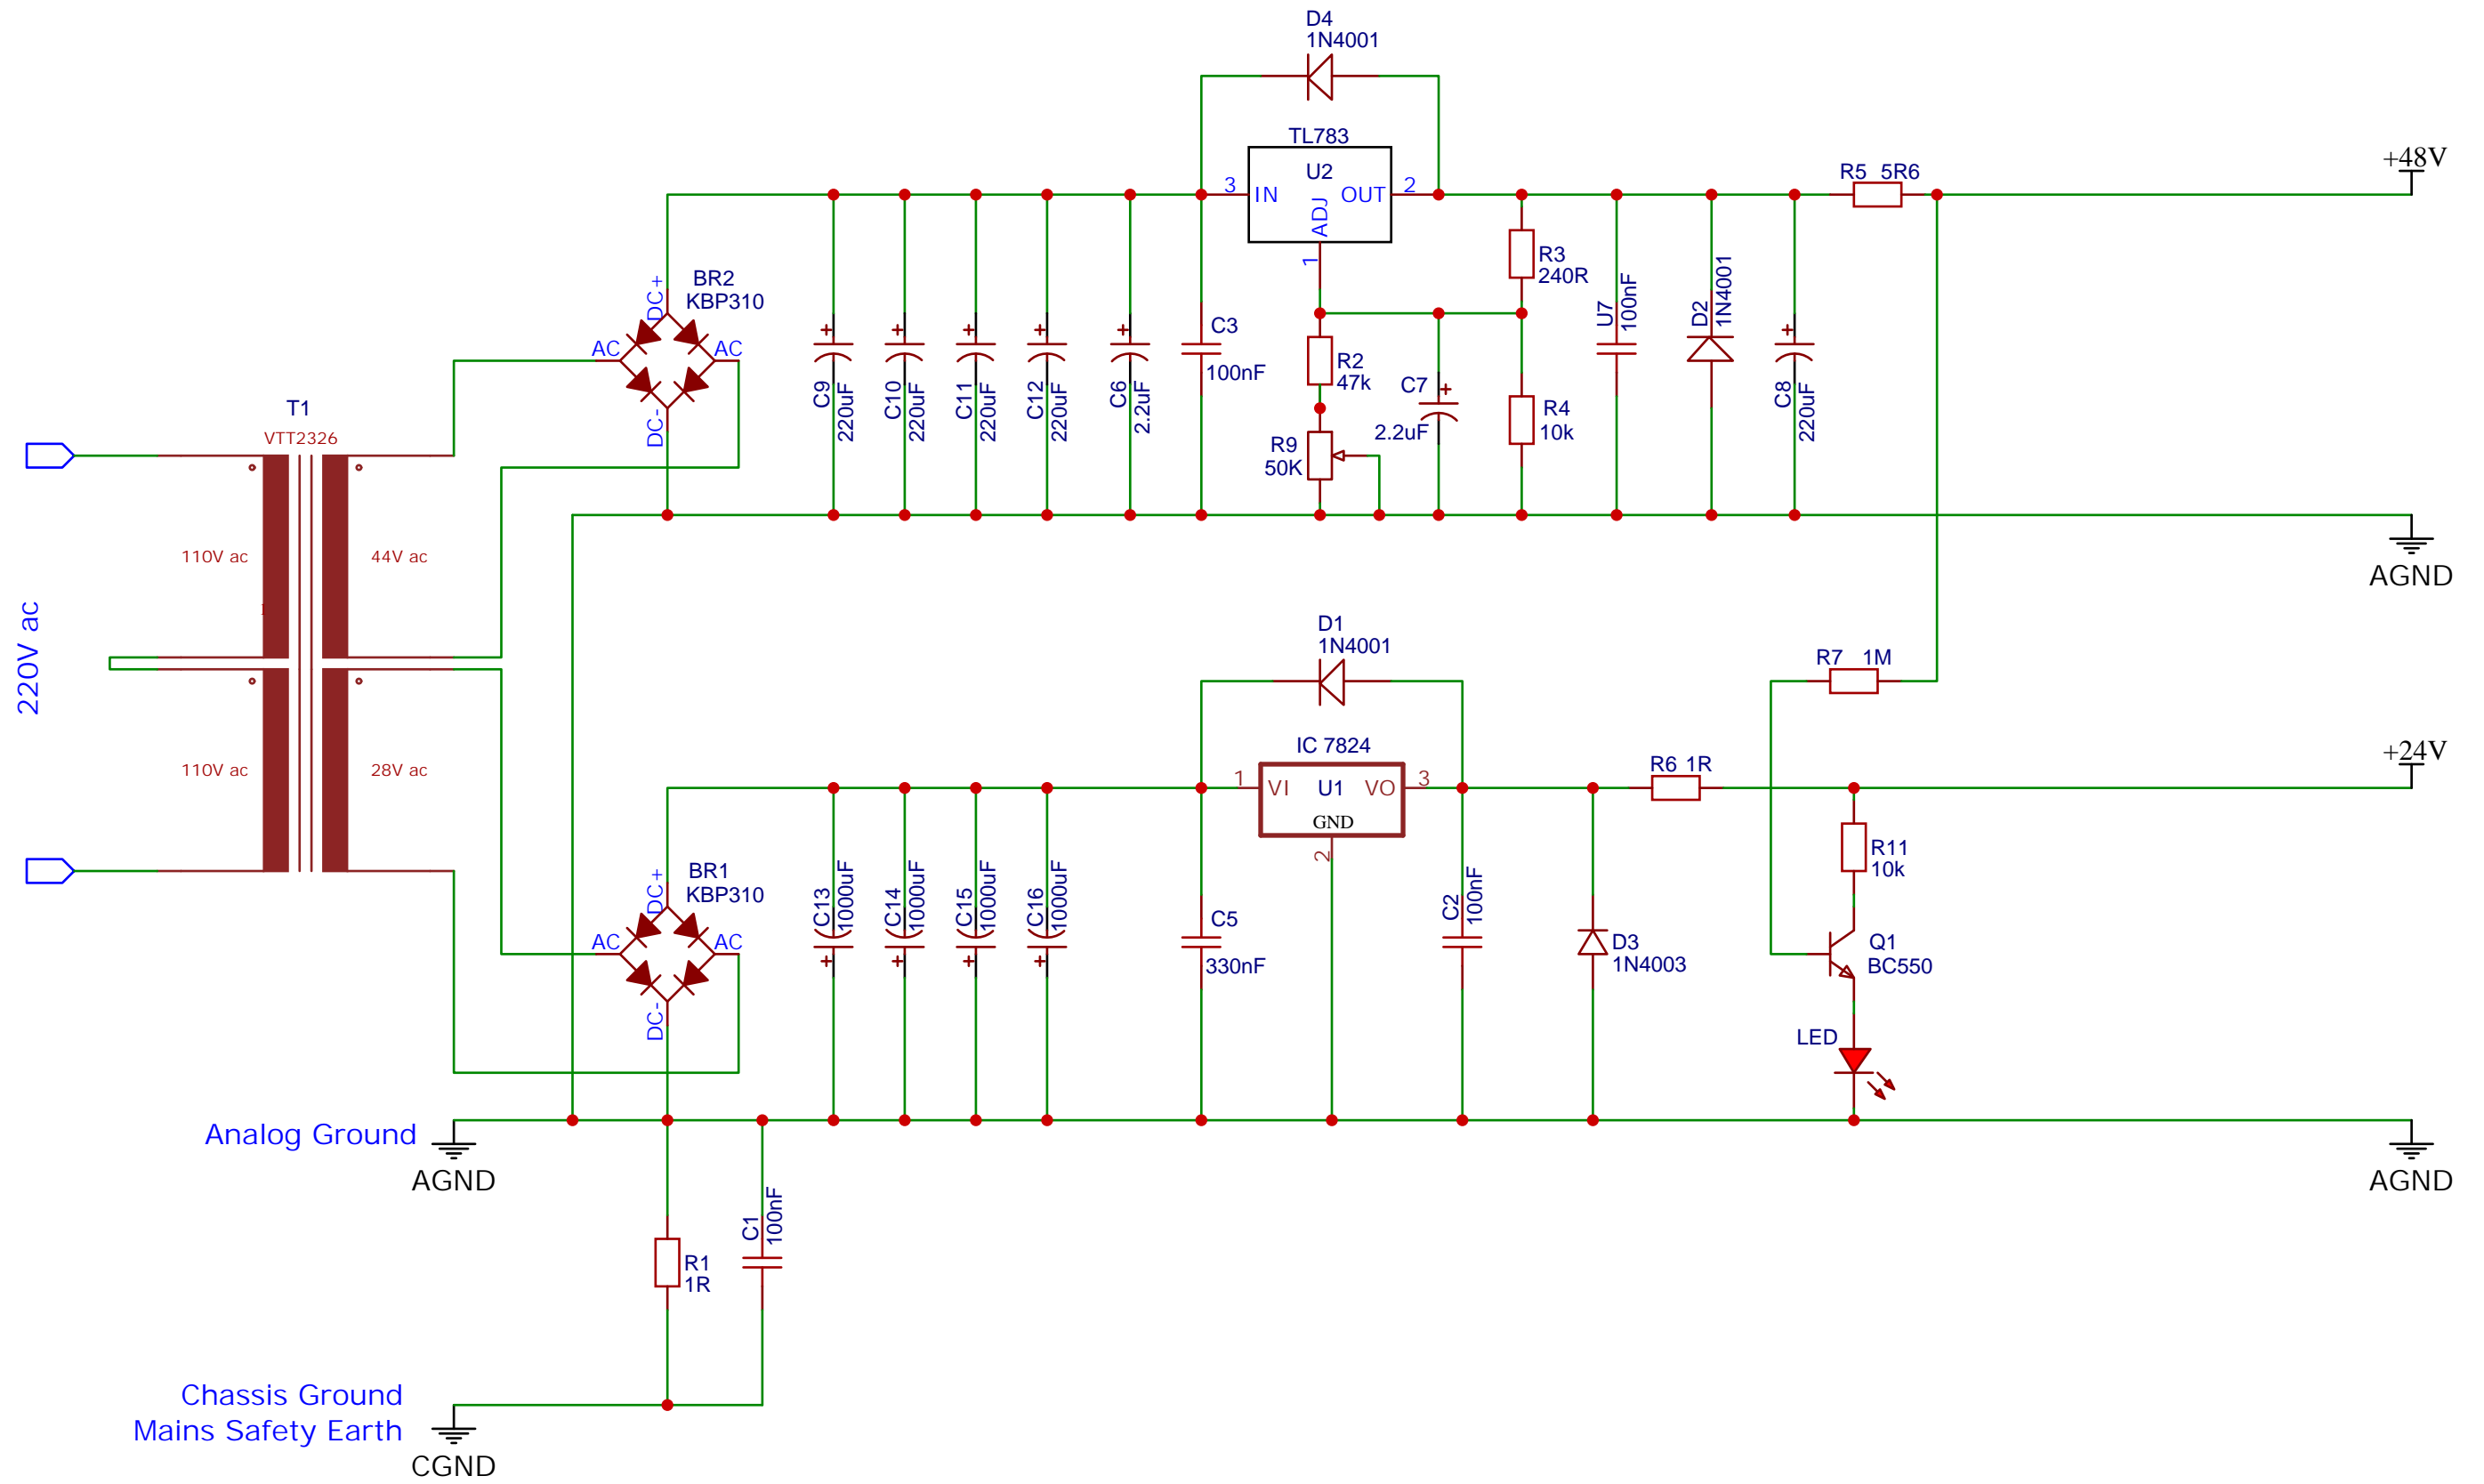 D4
1N4001
TL783
U2
3
IN
ADJ
OUT
2
1
R5 5R6
+48V
BR2
KBP310
DC+
AC
AC
DC-
C9
220uF
C10
220uF
C11
220uF
C12
220uF
C6
2.2uF
C3
100nF
R3
240R
R2
47k
C7
2.2uF
R4
10k
R9
50K
U7
100nF
D2
1N4001
C8
220uF
AGND
T1
VTT2326
110V ac
44V ac
220V ac
110V ac
28V ac
D1
1N4001
IC 7824
1
VI
U1
VO
3
GND
2
R7 1M
R6 1R
+24V
BR1
KBP310
DC+
AC
AC
DC-
C13
1000uF
C14
1000uF
C15
1000uF
C16
1000uF
C5
330nF
C2
100nF
D3
1N4003
R11
10k
Q1
BC550
LED
Analog Ground
AGND
AGND
R1
1R
C1
100nF
Chassis Ground
Mains Safety Earth
CGND